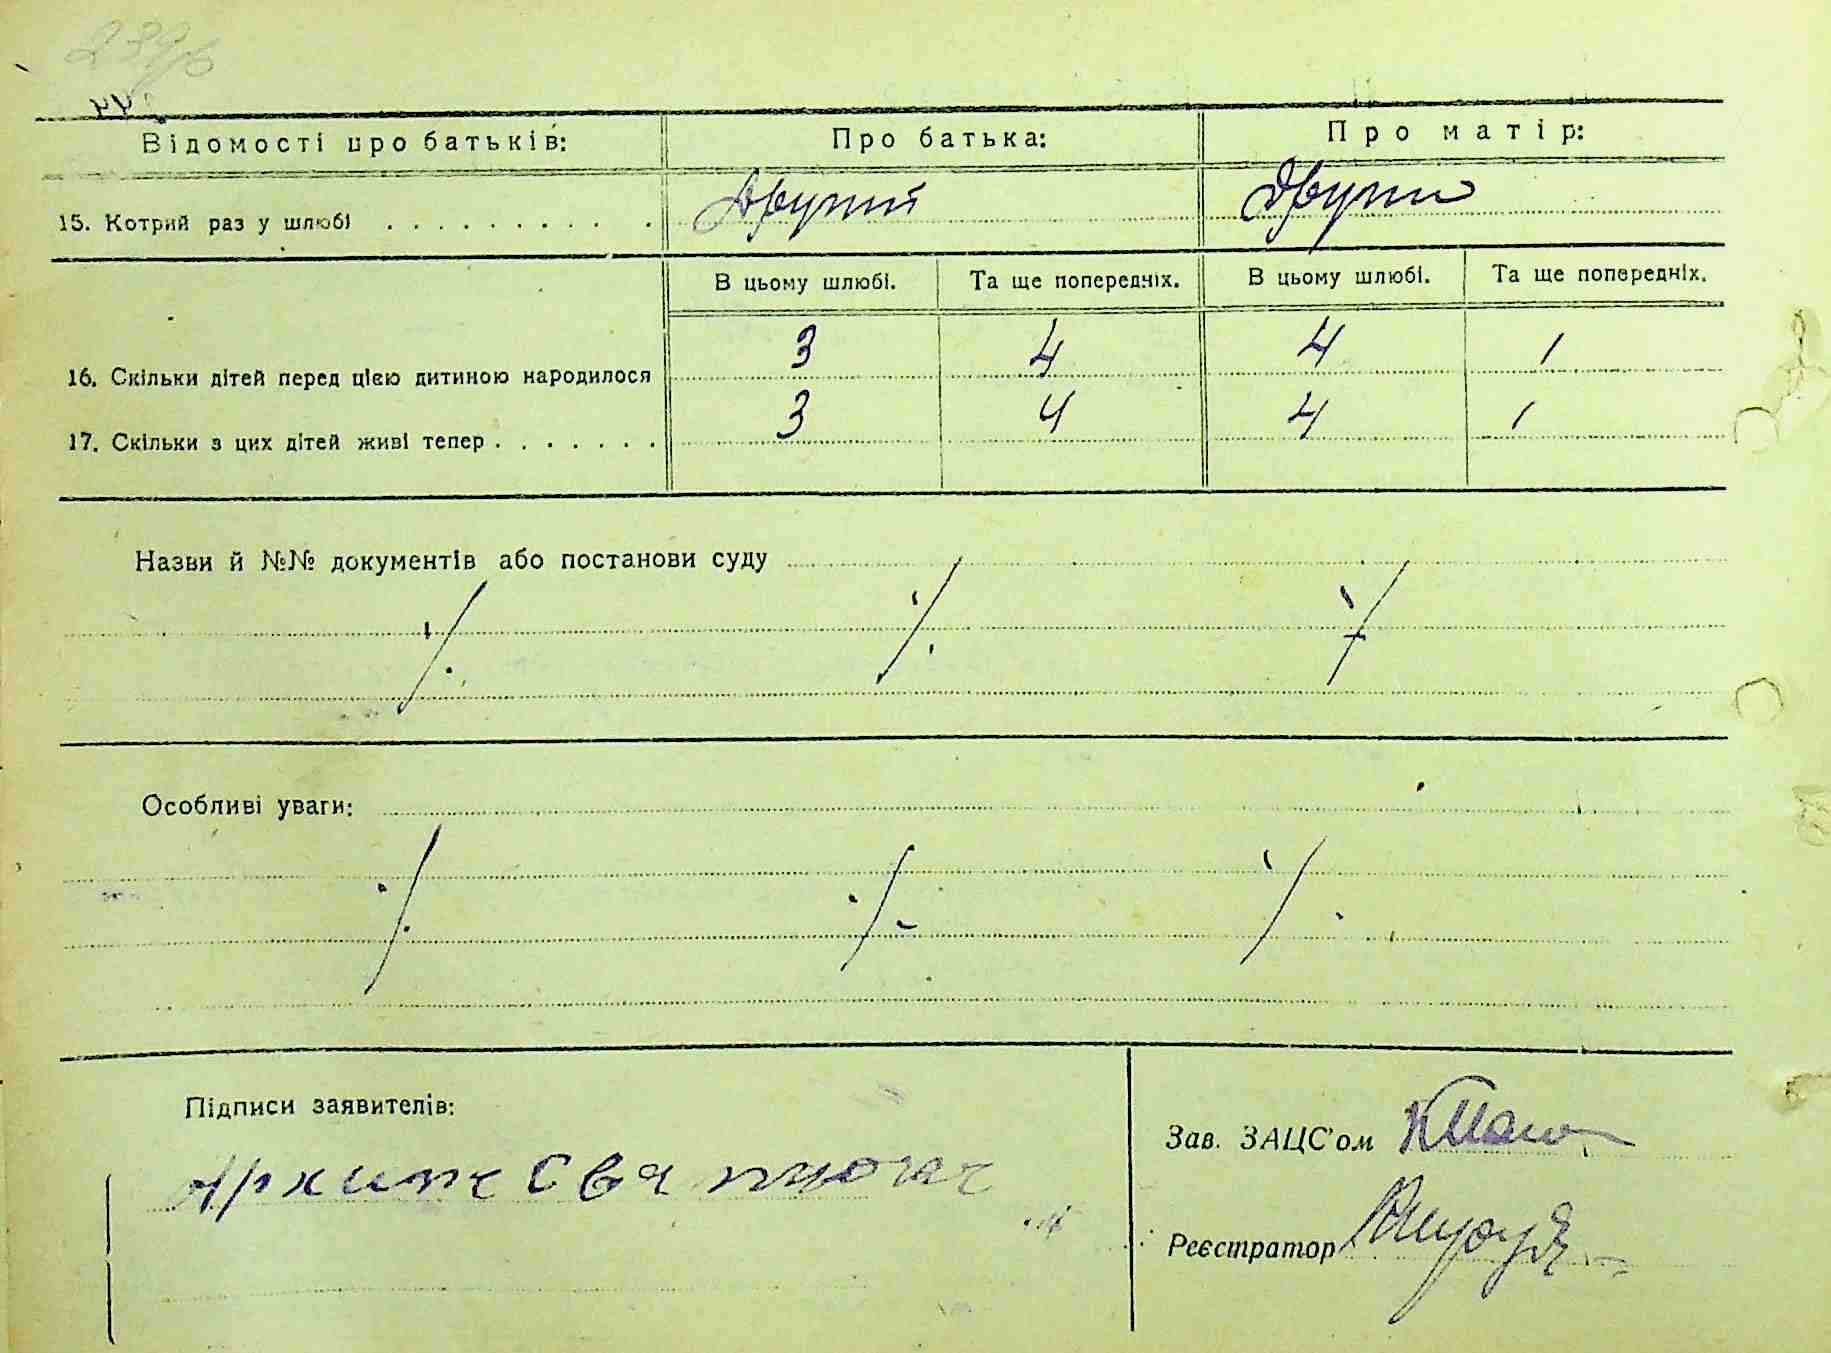 Відомості про батьків: Про батька: Про матір:
15. Котрий раз у шлюбі . . . . . . . . . . Другий Други
В цьому шлюбі. Та ще попередніх. В цьому шлюбі. Та ще попередніх.
16. Скільки дітей перед цією дитиною народилося 3 4 4 1
17. Скільки з цих дітей живі тепер . . . . . . . 3 4 4 1
Назви й №№ документів або постанови суду
Особливі уваги:
Підписи заявителів:
Зав. ЗАЦС'ом
Реєстратор